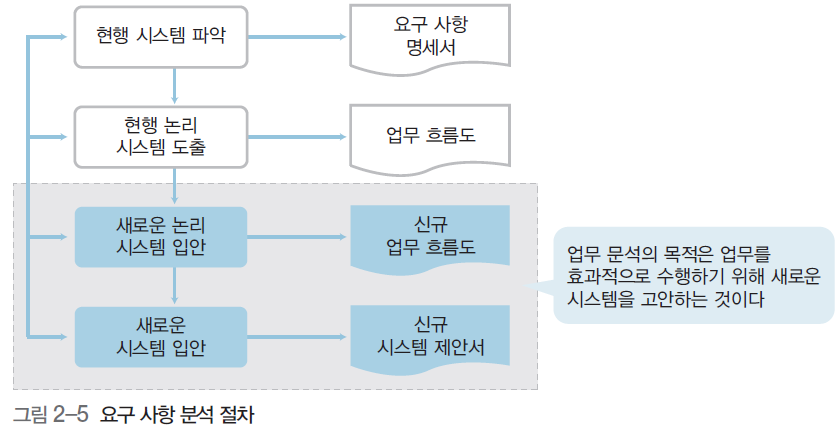 현행 시스템 파악
요구 사항
명세서
현행 논리
시스템 도출
업무 흐름도
새로운 논리
시스템 입안
신규
업무 흐름도
업무 문석의 목적은 업무를
효과적으로 수행하기 위해 새로운
시스템을 고안하는 것이다
새로운
시스템 입안
신규
시스템 제안서
그림 2-5 요구 사항 분석 절차